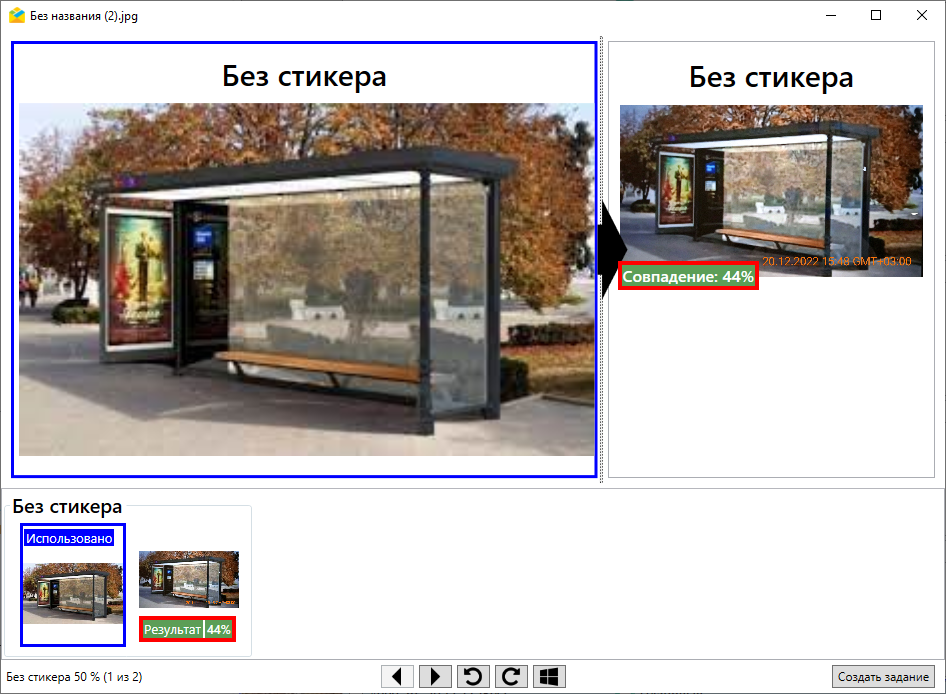 Без названия (2).jpg
Без стикера
Без стикера
20.12.2022 15:48 GMT+03:00
Совпадение: 44%
Без стикера
Использовано
Результат 44%
Без стикера 50 % (1 из 2)
Создать задание